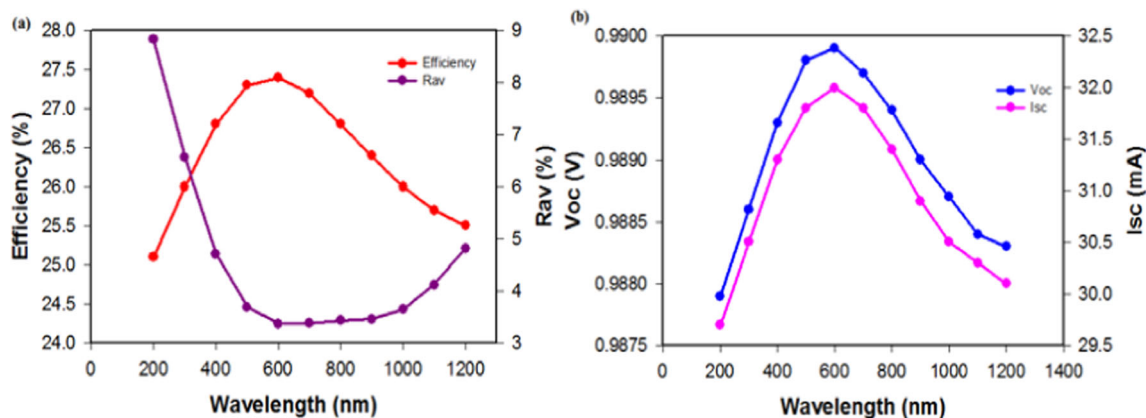 (a)
28.0
27.5
27.0
26.5
26.0
25.5
25.0
24.5
24.0
Efficiency (%)
0 200 400 600 800 1000 1200
Wavelength (nm)
9
8
7
6
5
4
3
Rav (%)
Efficiency
Rav
(b)
0.9900
0.9895
0.9890
0.9885
0.9880
0.9875
Voc (V)
0 200 400 600 800 1000 1200 1400
Wavelength (nm)
32.5
32.0
31.5
31.0
30.5
30.0
29.5
Isc (mA)
Voc
Isc